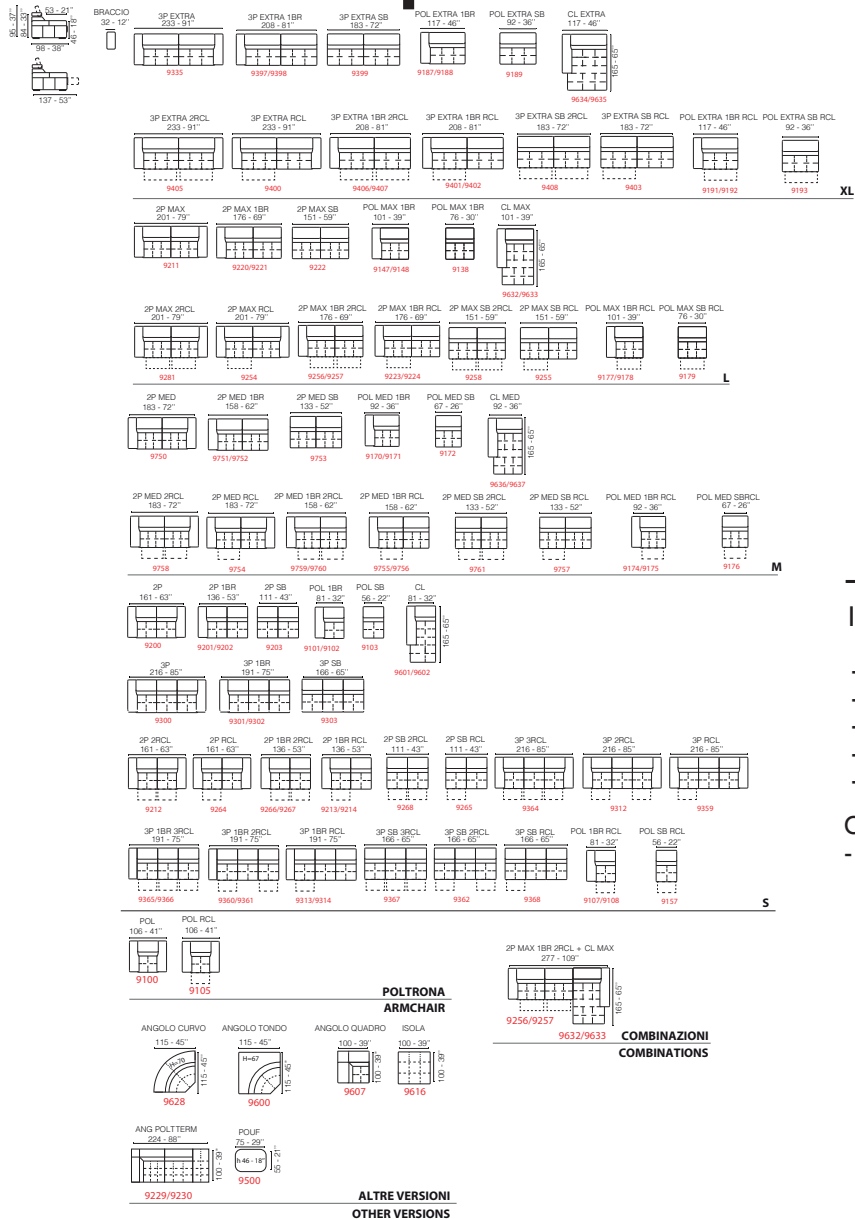 95 - 37"
84 - 33"
53 - 21"
46 - 18"
98 - 38"
137 - 53"
BRACCIO
32 - 12"
3P EXTRA
233 - 91"
9335
3P EXTRA 1BR
208 - 81"
9397/9398
3P EXTRA SB
183 - 72"
9399
POL EXTRA 1BR
117 - 46"
9187/9188
POL EXTRA SB
92 - 36"
9189
CL EXTRA
117 - 46"
165 - 65"
9634/9635
3P EXTRA 2RCL
233 - 91"
9405
3P EXTRA RCL
233 - 91"
9400
3P EXTRA 1BR 2RCL
208 - 81"
9406/9407
3P EXTRA 1BR RCL
208 - 81"
9401/9402
3P EXTRA SB 2RCL
183 - 72"
9408
3P EXTRA SB RCL
183 - 72"
9403
POL EXTRA 1BR RCL
117 - 46"
9191/9192
POL EXTRA SB RCL
92 - 36"
9193
XL
2P MAX
201 - 79"
9211
2P MAX 1BR
176 - 69"
9220/9221
2P MAX SB
151 - 59"
9222
POL MAX 1BR
101 - 39"
9147/9148
POL MAX 1BR
76 - 30"
9138
CL MAX
101 - 39"
165 - 65"
9632/9633
2P MAX 2RCL
201 - 79"
9281
2P MAX RCL
201 - 79"
9254
2P MAX 1BR 2RCL
176 - 69"
9256/9257
2P MAX 1BR RCL
176 - 69"
9223/9224
2P MAX SB 2RCL
151 - 59"
9258
2P MAX SB RCL
151 - 59"
9255
POL MAX 1BR RCL
101 - 39"
9177/9178
POL MAX SB RCL
76 - 30"
9179
L
2P MED
183 - 72"
9750
2P MED 1BR
158 - 62"
9751/9752
2P MED SB
133 - 52"
9753
POL MED 1BR
92 - 36"
9170/9171
POL MED SB
67 - 26"
9172
CL MED
92 - 36"
165 - 65"
9636/9637
2P MED 2RCL
183 - 72"
9758
2P MED RCL
183 - 72"
9754
2P MED 1BR 2RCL
158 - 62"
9759/9760
2P MED 1BR RCL
158 - 62"
9755/9756
2P MED SB 2RCL
133 - 52"
9761
2P MED SB RCL
133 - 52"
9757
POL MED 1BR RCL
92 - 36"
9174/9175
POL MED SBRCL
67 - 26"
9176
M
2P
161 - 63"
9200
2P 1BR
136 - 53"
9201/9202
2P SB
111 - 43"
9203
POL 1BR
81 - 32"
9101/9102
POL SB
56 - 22"
9103
CL
81 - 32"
165 - 65"
9601/9602
3P
216 - 85"
9300
3P 1BR
191 - 75"
9301/9302
3P SB
166 - 65"
9303
2P 2RCL
161 - 63"
9212
2P RCL
161 - 63"
9264
2P 1BR 2RCL
136 - 53"
9266/9267
2P 1BR RCL
136 - 53"
9213/9214
2P SB 2RCL
111 - 43"
9268
2P SB RCL
111 - 43"
9265
3P 3RCL
216 - 85"
9364
3P 2RCL
216 - 85"
9312
3P RCL
216 - 85"
9359
3P 1BR 3RCL
191 - 75"
9365/9366
3P 1BR 2RCL
191 - 75"
9360/9361
3P 1BR RCL
191 - 75"
9313/9314
3P SB 3RCL
166 - 65"
9367
3P SB 2RCL
166 - 65"
9362
3P SB RCL
166 - 65"
9368
POL 1BR RCL
81 - 32"
9107/9108
POL SB RCL
56 - 22"
9157
S
POL
106 - 41"
9100
POL RCL
106 - 41"
9105
POLTRONA
ARMCHAIR
2P MAX 1BR 2RCL + CL MAX
277 - 109"
165 - 65"
9256/9257
9632/9633
COMBINAZIONI
COMBINATIONS
ANGOLO CURVO
115 - 45"
H=70
115 - 45"
9628
ANGOLO TONDO
115 - 45"
H=67
115 - 45"
9600
ANGOLO QUADRO
100 - 39"
100 - 39"
9607
ISOLA
100 - 39"
100 - 39"
9616
ANG POLTTERM
224 - 88"
100 - 39"
9229/9230
POUF
75 - 29"
h 46 - 18"
55 - 21"
9500
ALTRE VERSIONI
OTHER VERSIONS